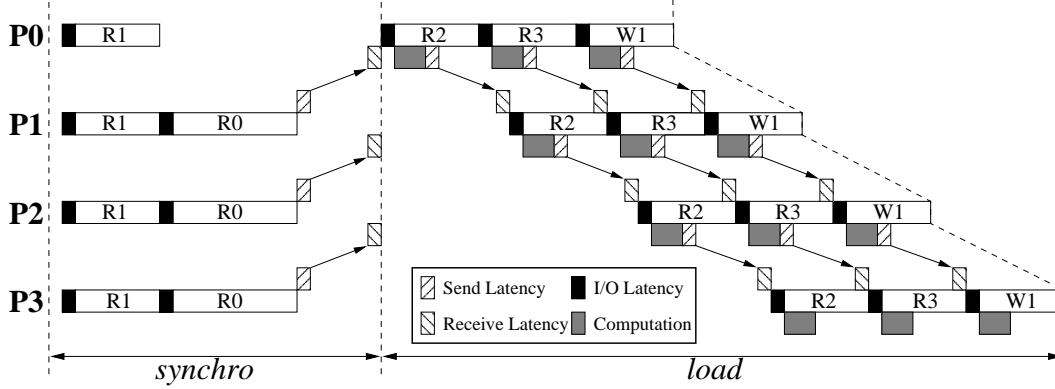 P0 R1 R2 R3 W1
P1 R1 R0 R2 R3 W1
P2 R1 R0 R2 R3 W1
Send Latency I/O Latency
Receive Latency Computation
P3 R1 R0 R2 R3 W1
synchro load